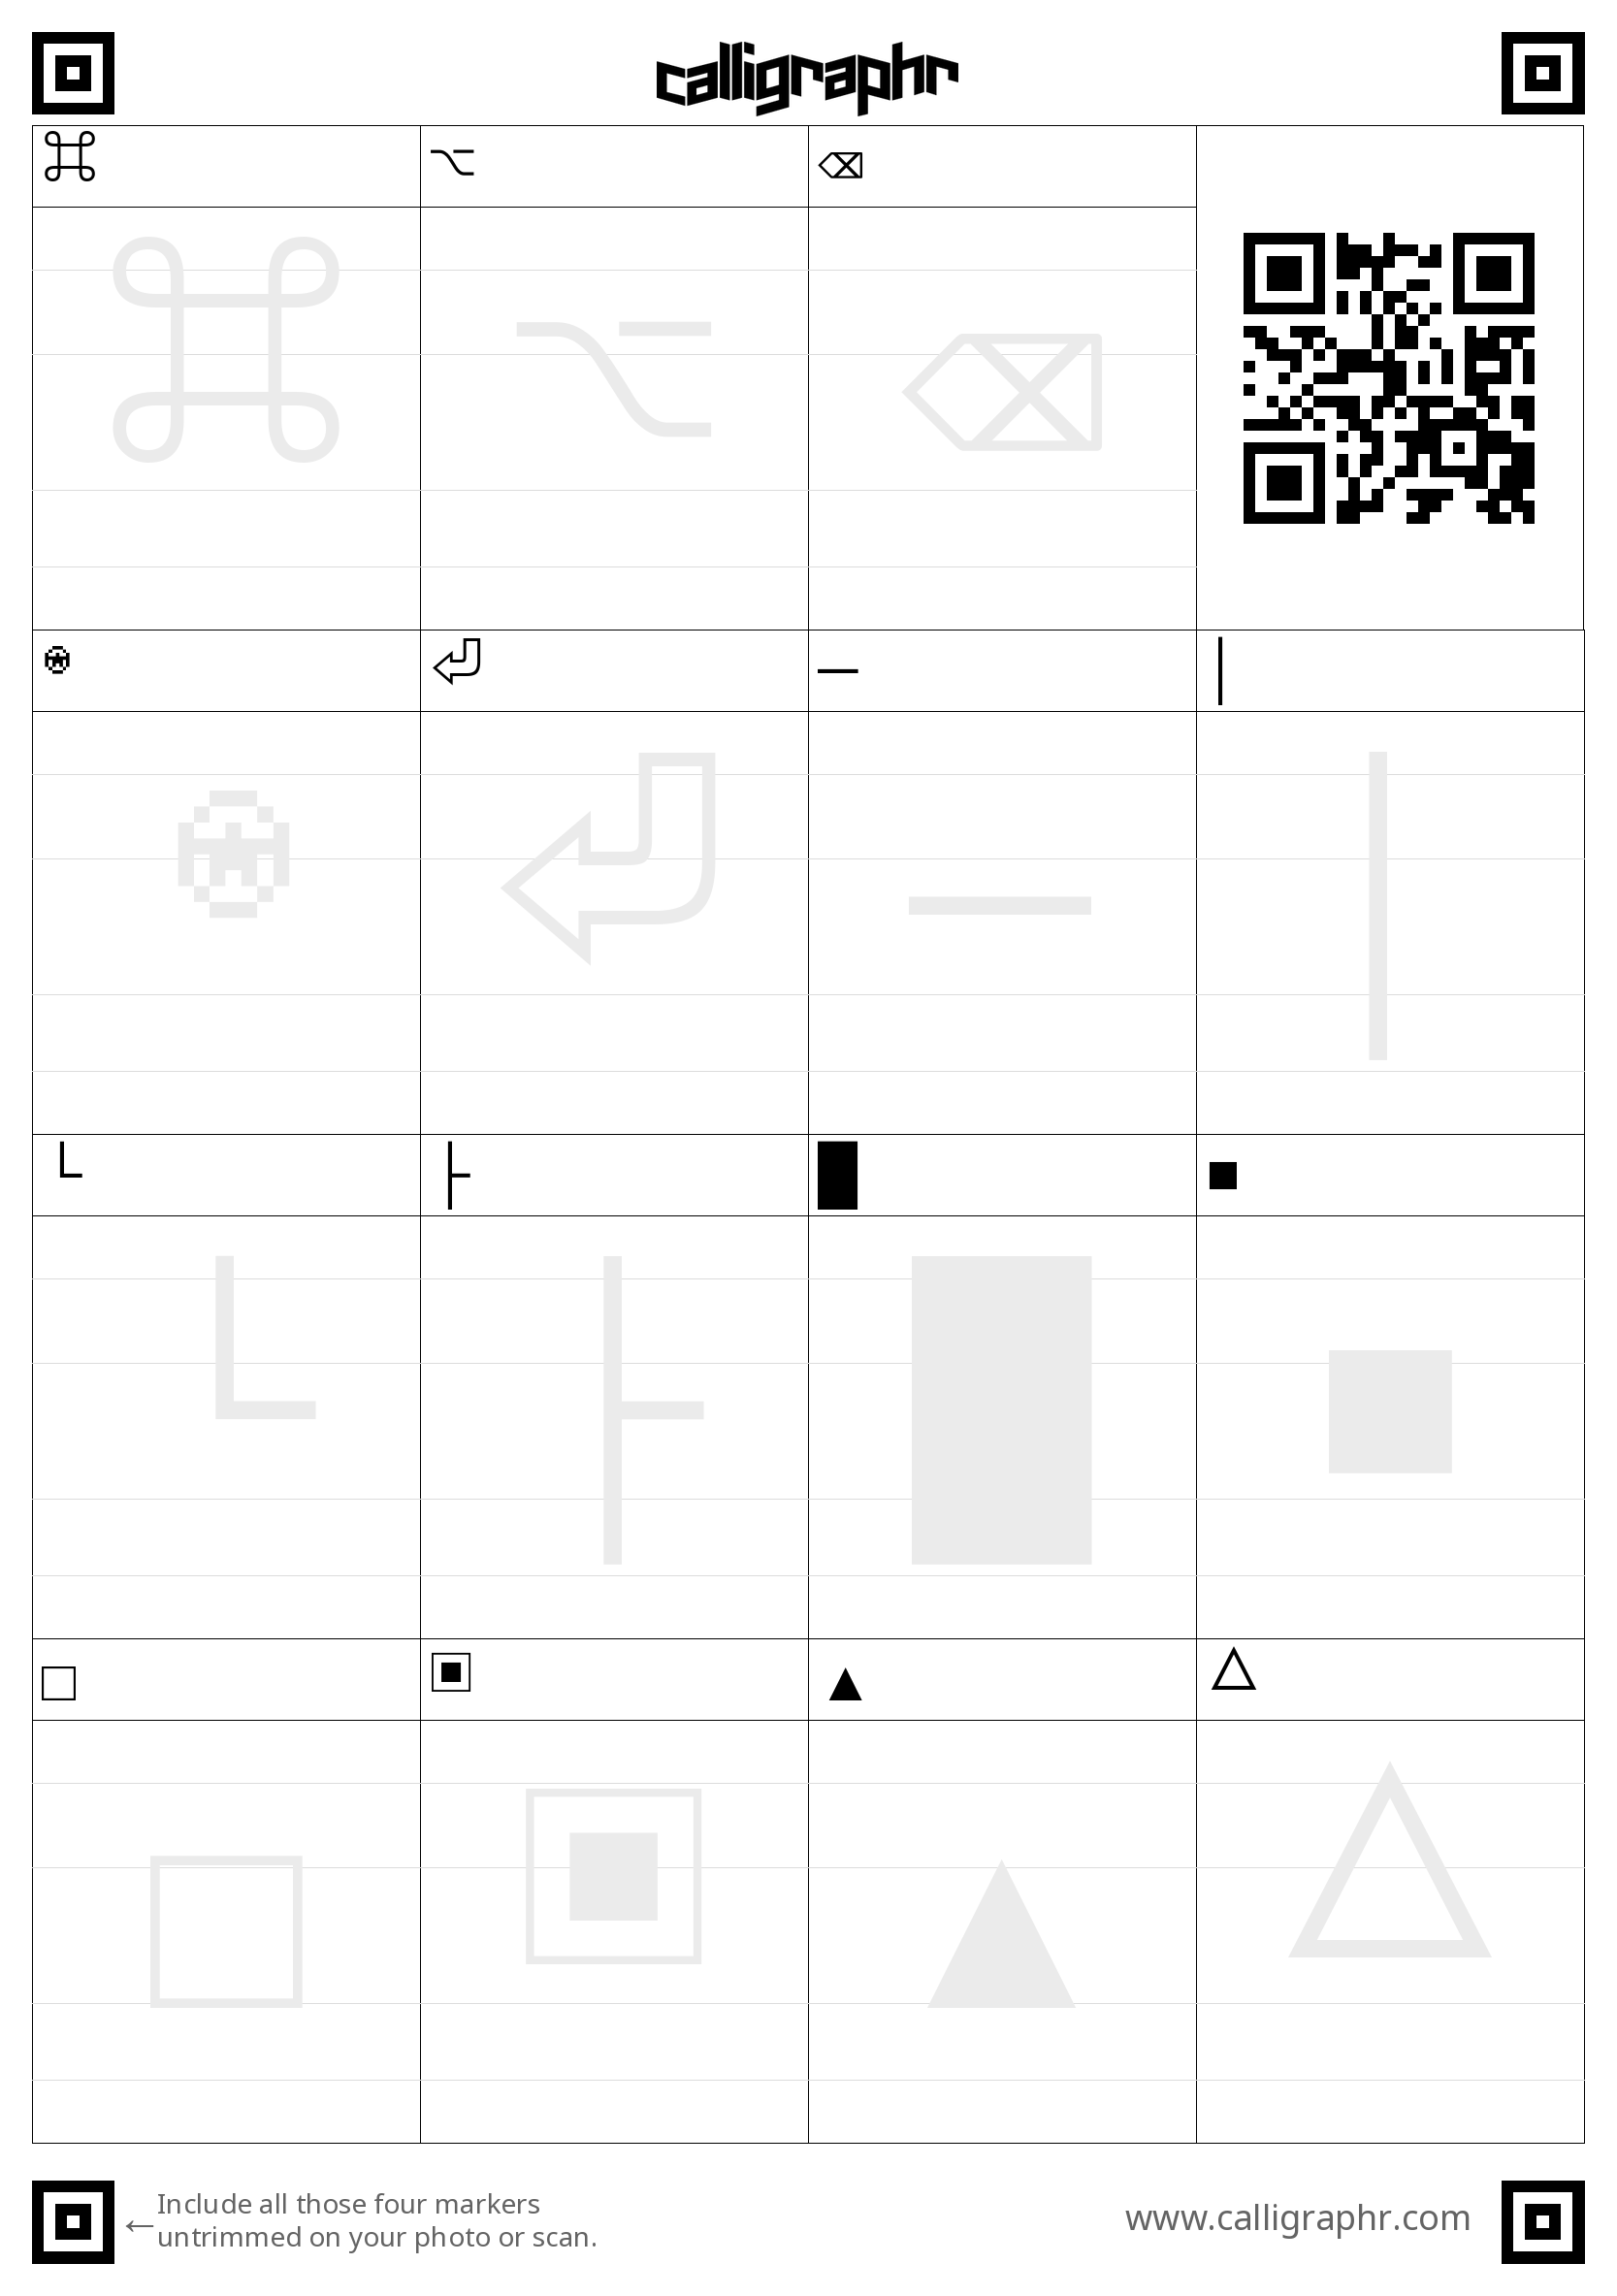 calligraphr
⌘ ⌥ ⌫
⏎ ─ │
└ ├ █ ■
□ ▣ ▲ △
←Include all those four markers
untrimmed on your photo or scan.
www.calligraphr.com